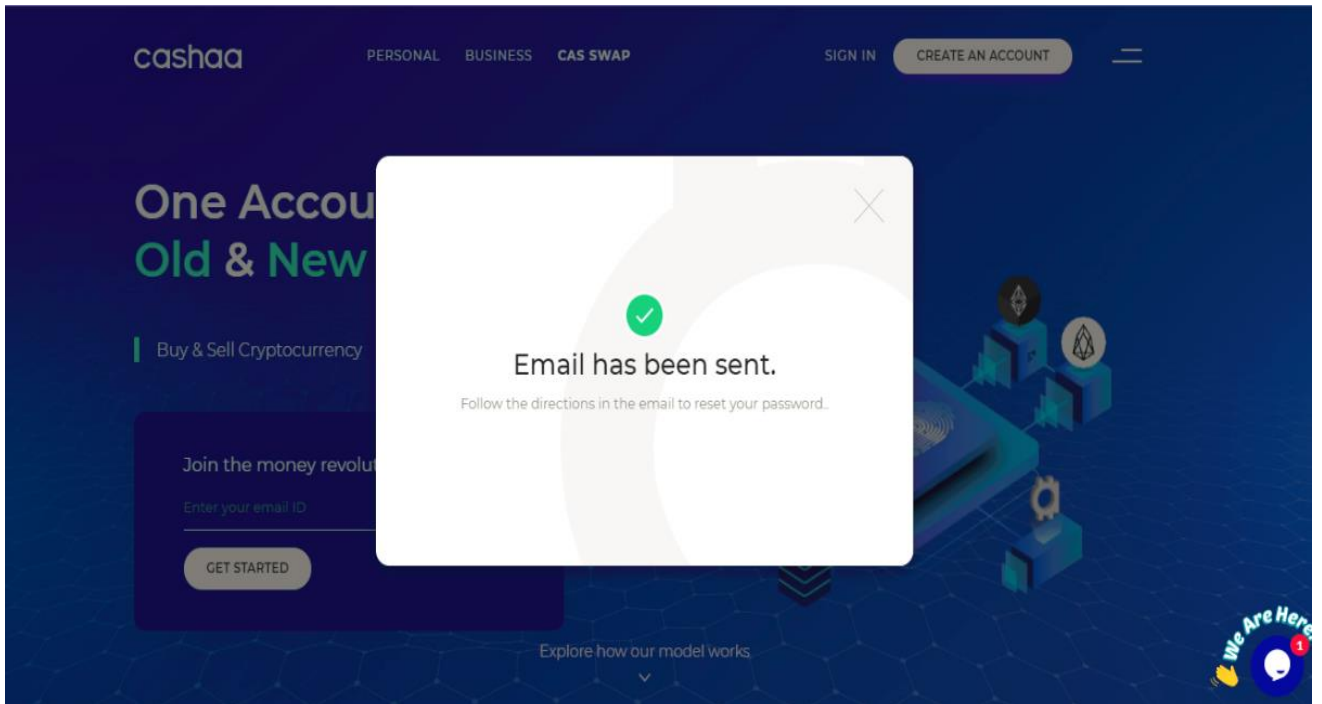 cashaa
PERSONAL BUSINESS CAS SWAP SIGN IN CREATE AN ACCOUNT
One Accou
Old & New
Buy & Sell Cryptocurrency
Email has been sent.
Follow the directions in the email to reset your password..
Join the money revolut
Enter your email ID
GET STARTED
Explore how our model works
We Are Here
1